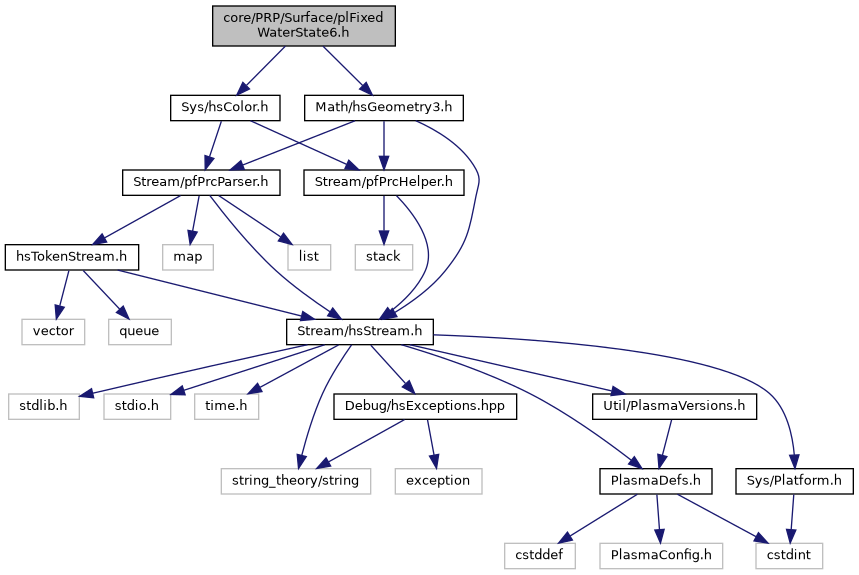 core/PRP/Surface/plFixed
WaterState6.h
Sys/hsColor.h
Math/hsGeometry3.h
Stream/pfPrcParser.h
Stream/pfPrcHelper.h
hsTokenStream.h
map
list
stack
vector
queue
Stream/hsStream.h
stdlib.h
stdio.h
time.h
Debug/hsExceptions.hpp
Util/PlasmaVersions.h
string_theory/string
exception
PlasmaDefs.h
Sys/Platform.h
cstddef
PlasmaConfig.h
cstdint